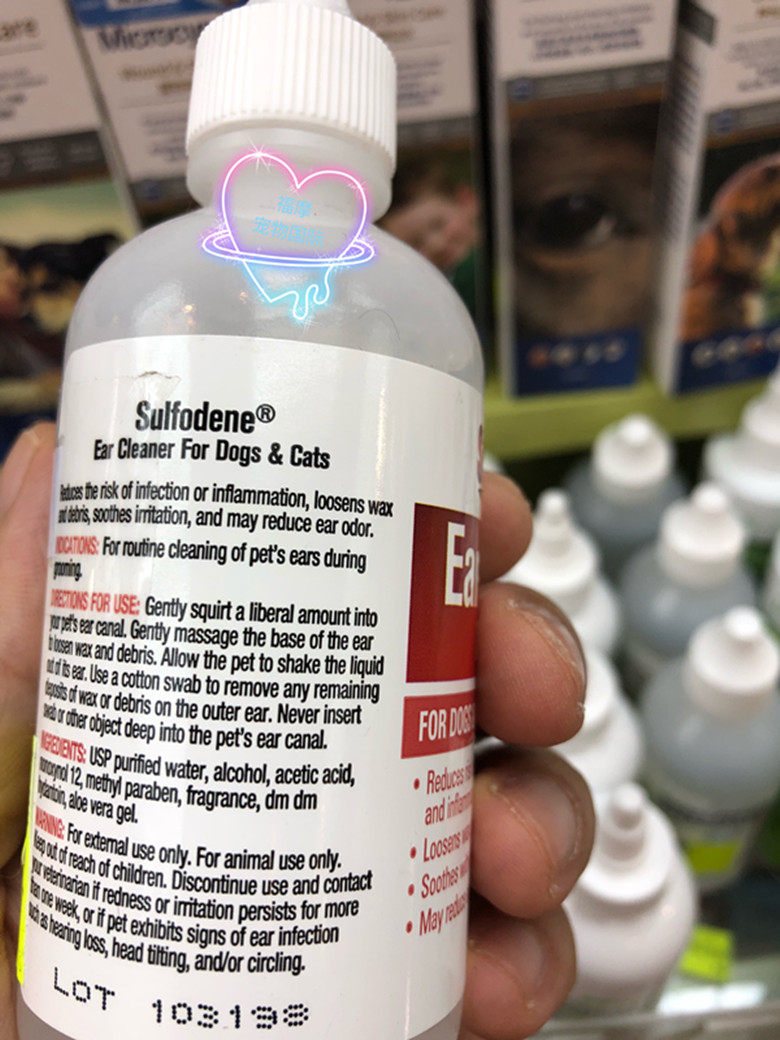 福摩
宠物国际
Sulfodene®
Ear Cleaner For Dogs & Cats
Reduces the risk of infection or inflammation, loosens wax
and debris, soothes irritation, and may reduce ear odor.
INDICATIONS: For routine cleaning of pet's ears during
grooming.
DIRECTIONS FOR USE: Gently squirt a liberal amount into
your pet's ear canal. Gently massage the base of the ear
to loosen wax and debris. Allow the pet to shake the liquid
out of its ear. Use a cotton swab to remove any remaining
deposits of wax or debris on the outer ear. Never insert
swab or other object deep into the pet's ear canal.
INGREDIENTS: USP purified water, alcohol, acetic acid,
nonoxynol 12, methyl paraben, fragrance, dm dm
hydantoin, aloe vera gel.
WARNING: For external use only. For animal use only.
Keep out of reach of children. Discontinue use and contact
your veterinarian if redness or irritation persists for more
than one week, or if pet exhibits signs of ear infection
such as hearing loss, head tilting, and/or circling.
LOT 103198
Ea
FOR DOGS
• Reduces
and inflam
• Loosens
• Soothes
• May reduce